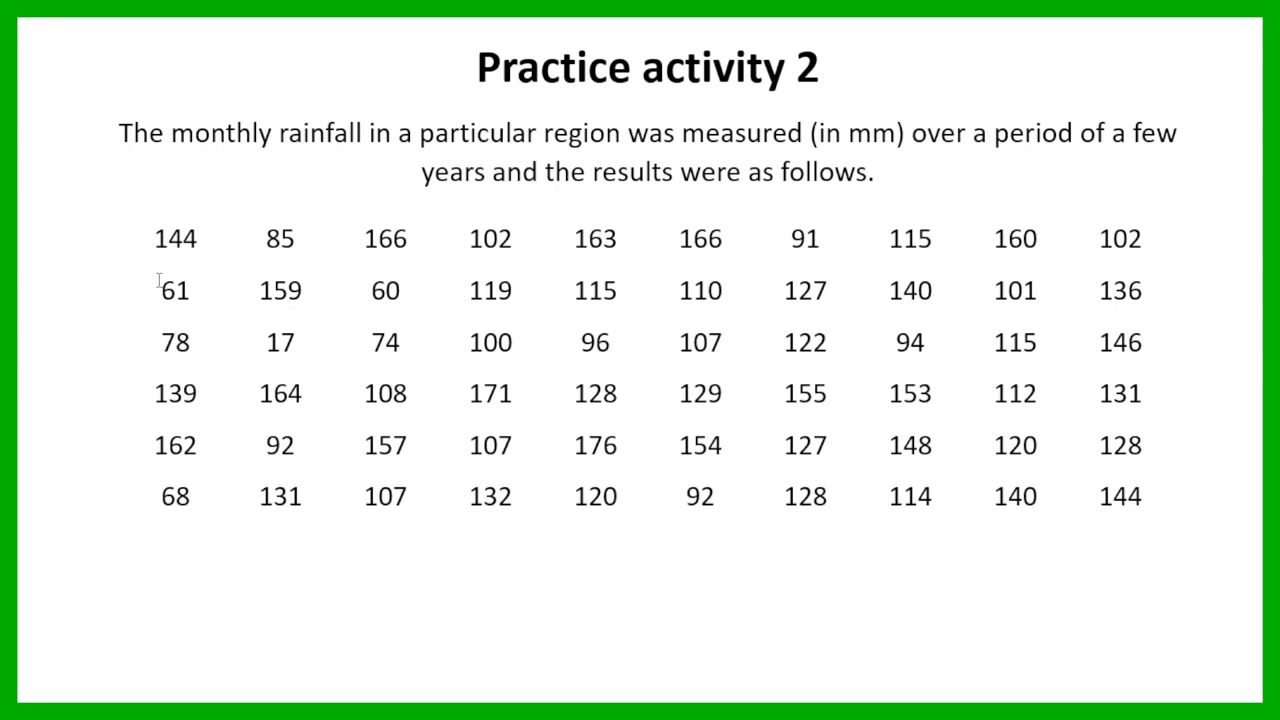 Practice activity 2
The monthly rainfall in a particular region was measured (in mm) over a period of a few
years and the results were as follows.
144 85 166 102 163 166 91 115 160 102
61 159 60 119 115 110 127 140 101 136
78 17 74 100 96 107 122 94 115 146
139 164 108 171 128 129 155 153 112 131
162 92 157 107 176 154 127 148 120 128
68 131 107 132 120 92 128 114 140 144